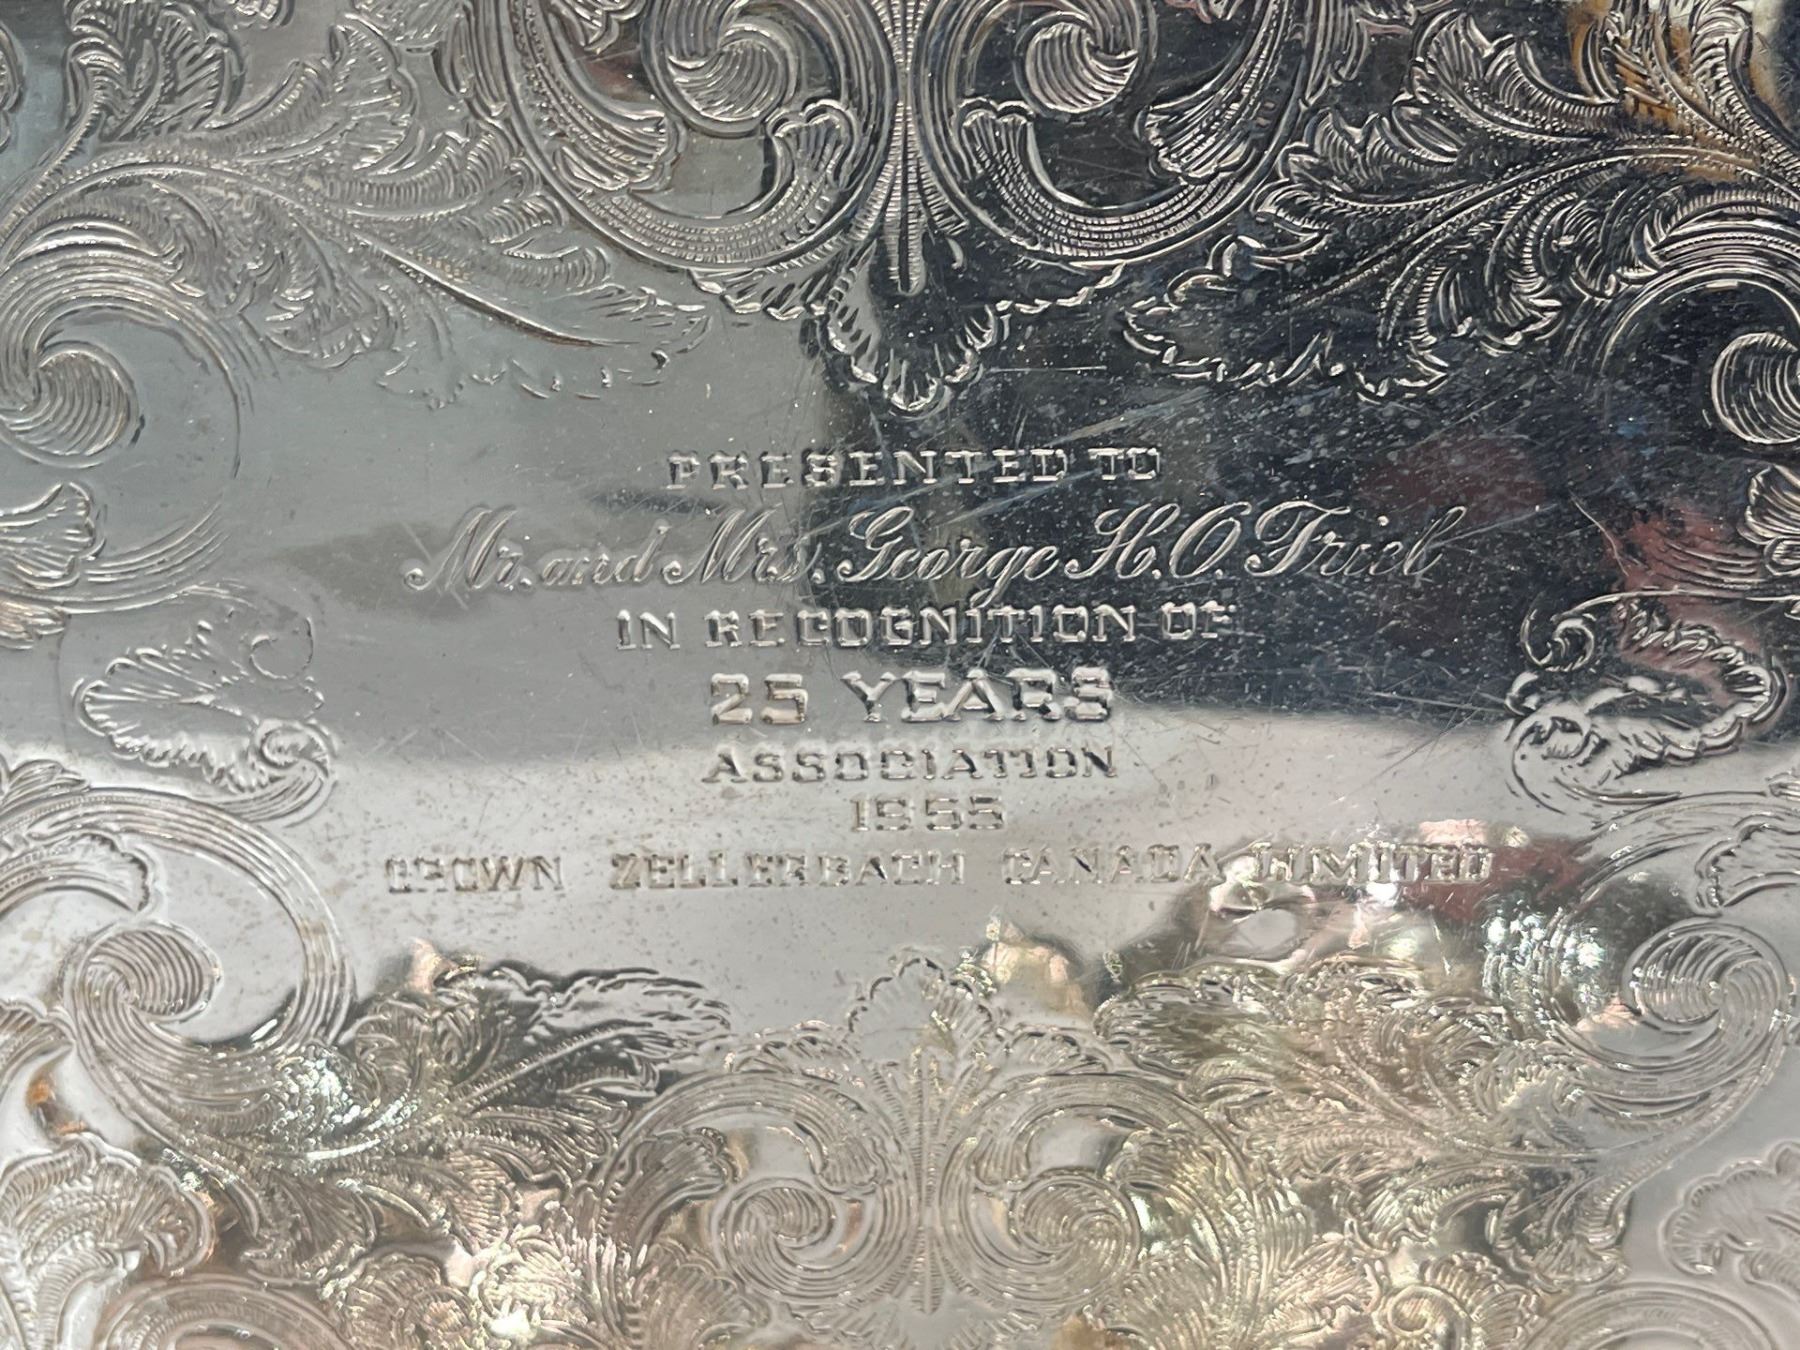 PRESENTED TO
Mr. and Mrs. George H.O. Friel
IN RECOGNITION OF
25 YEARS
ASSOCIATION
1955
CROWN ZELLERBACH CANADA LIMITED